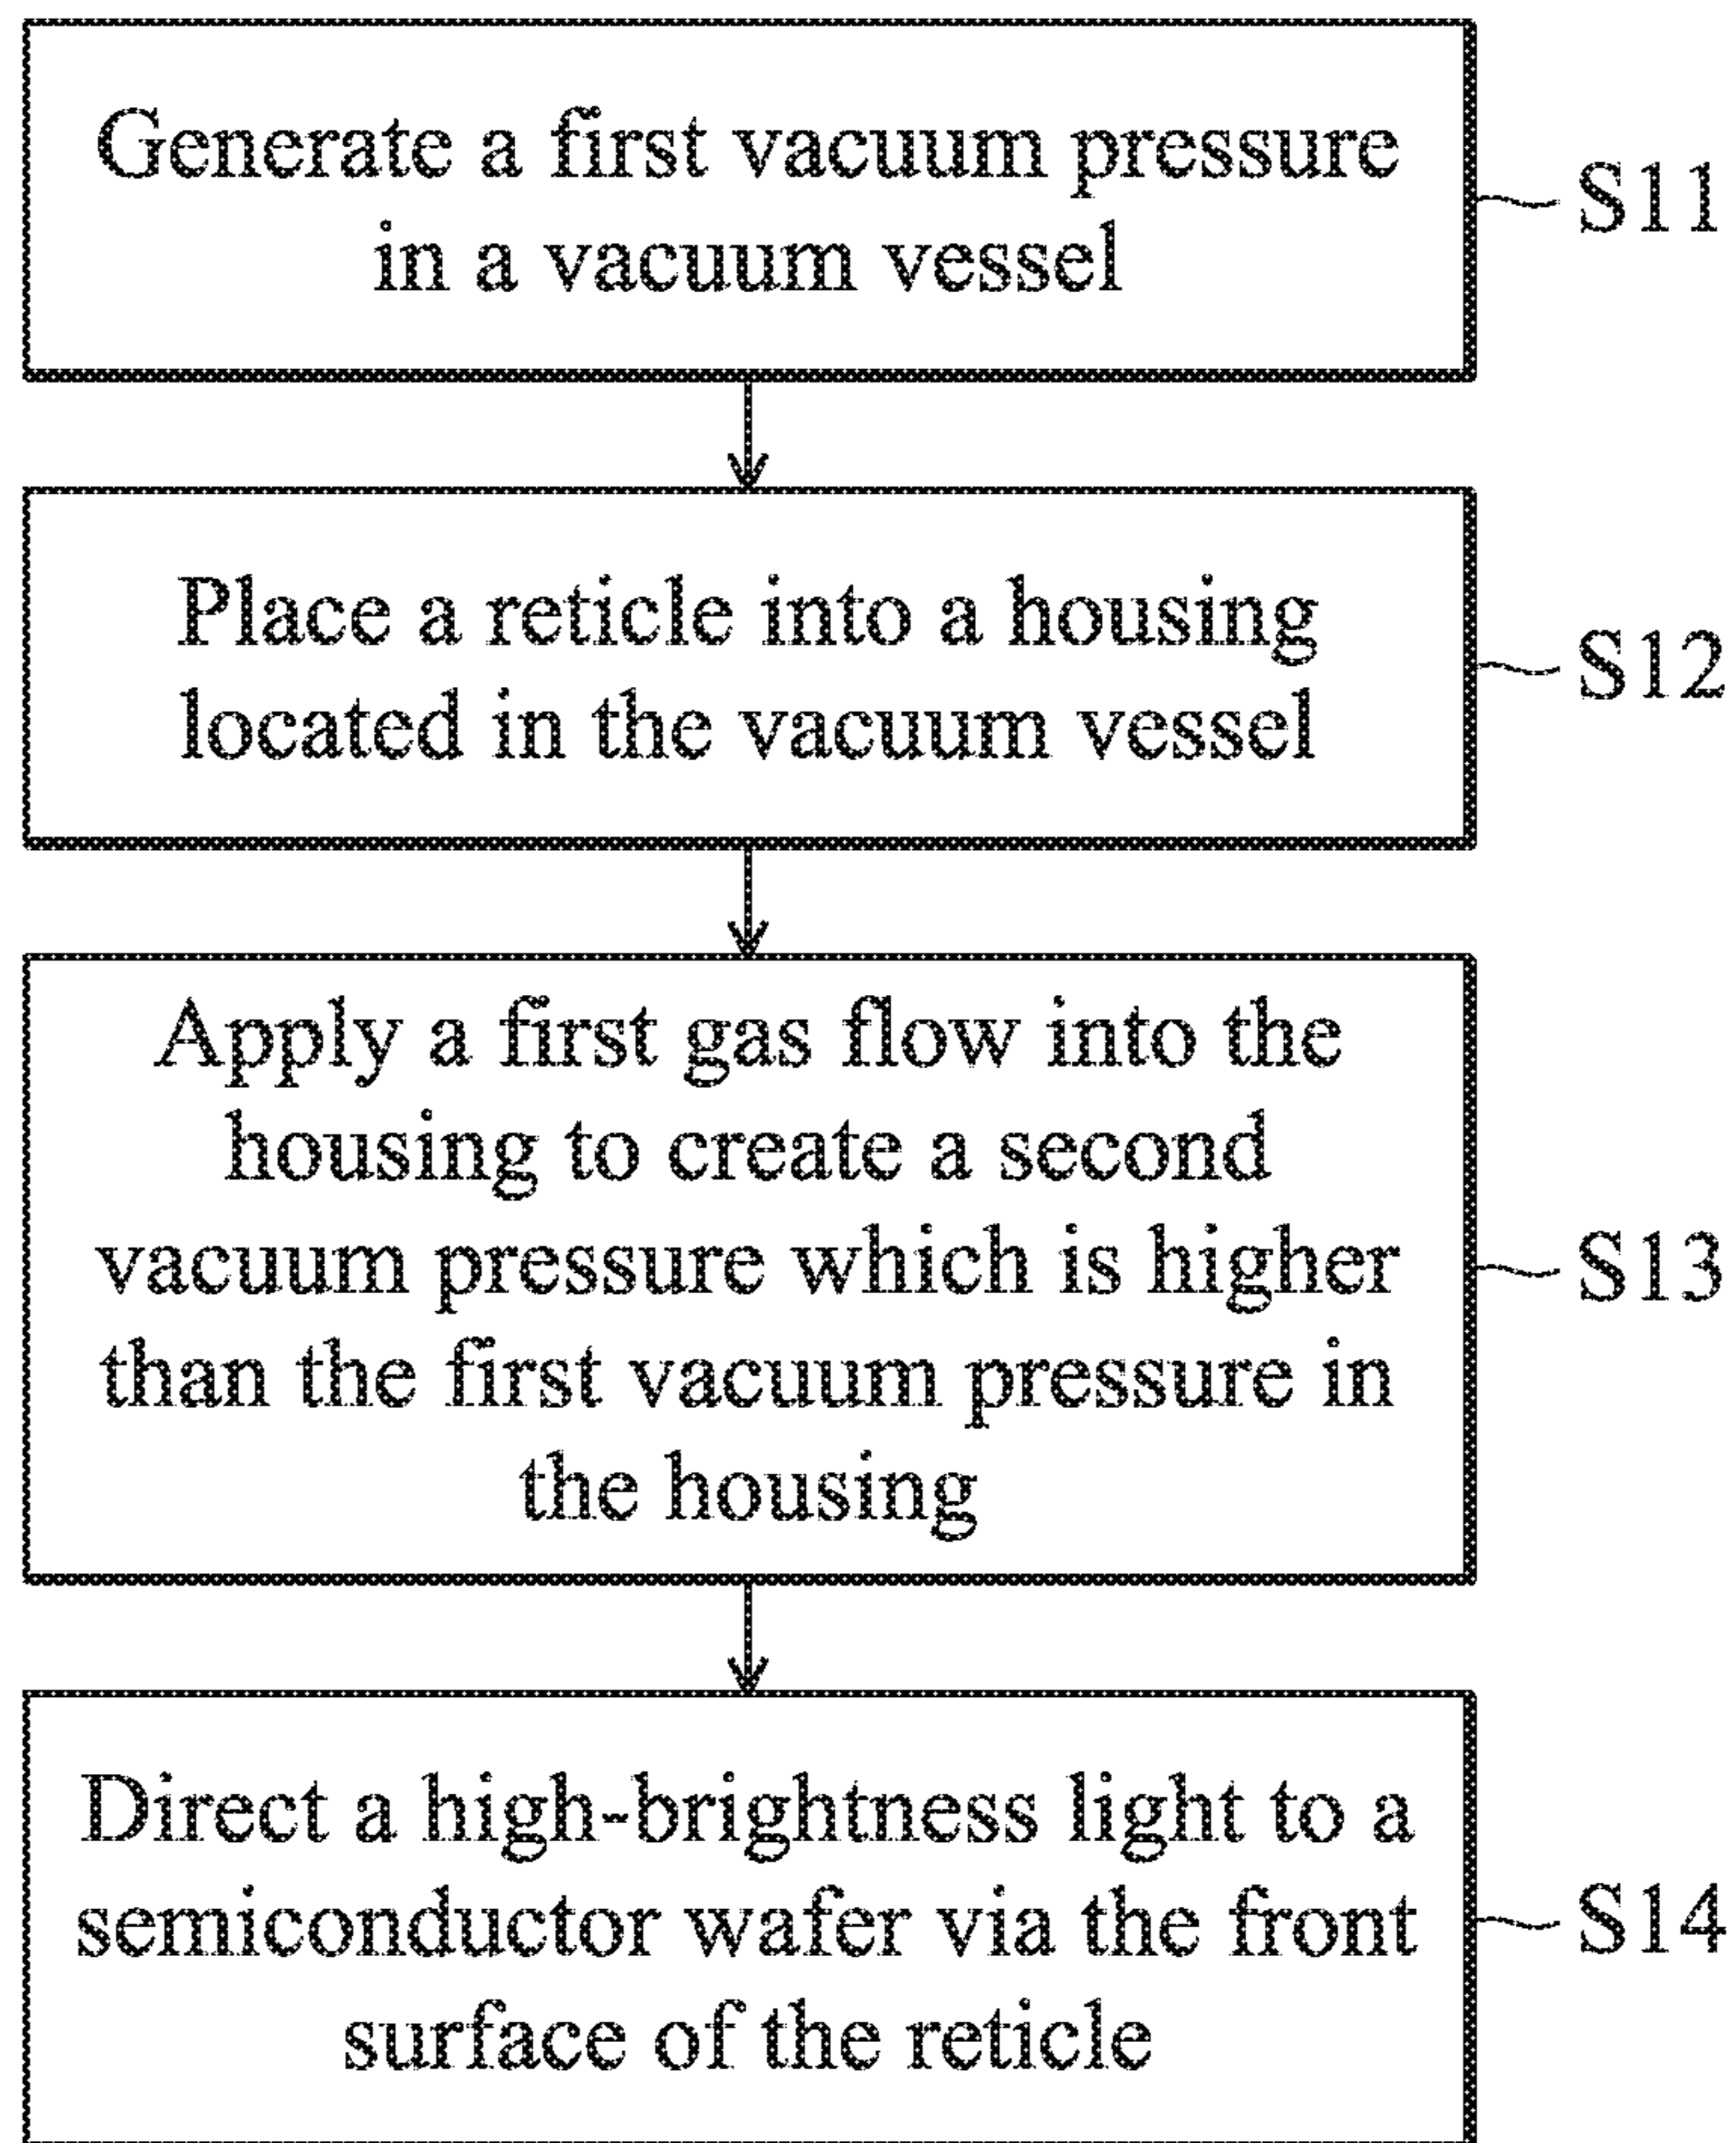 Generate a first vacuum pressure
in a vacuum vessel
S11
Place a reticle into a housing
located in the vacuum vessel
S12
Apply a first gas flow into the
housing to create a second
vacuum pressure which is higher
than the first vacuum pressure in
the housing
S13
Direct a high-brightness light to a
semiconductor wafer via the front
surface of the reticle
S14